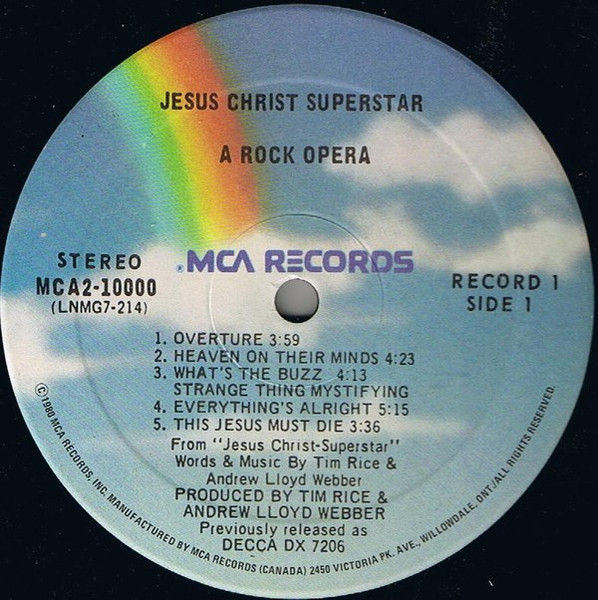 JESUS CHRIST SUPERSTAR
A ROCK OPERA
®MCA RECORDS
STEREO
MCA2-10000
(LNMG7-214)
RECORD 1
SIDE 1
1. OVERTURE 3:59
2. HEAVEN ON THEIR MINDS 4:23
3. WHAT'S THE BUZZ 4:13
STRANGE THING MYSTIFYING
4. EVERYTHING'S ALRIGHT 5:15
5. THIS JESUS MUST DIE 3:36
From "Jesus Christ-Superstar"
Words & Music By Tim Rice &
Andrew Lloyd Webber
PRODUCED BY TIM RICE &
ANDREW LLOYD WEBBER
Previously released as
DECCA DX 7206
©1980 MCA RECORDS, INC. MANUFACTURED BY MCA RECORDS (CANADA) 2450 VICTORIA PK. AVE., WILLOWDALE, ONT./ALL RIGHTS RESERVED.